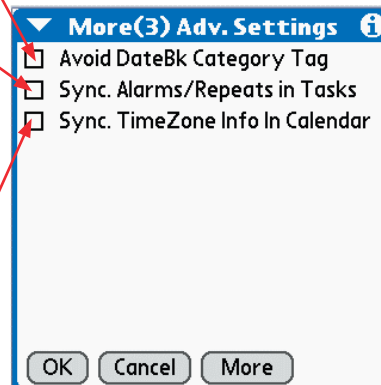 More(3) Adv. Settings i
Avoid DateBk Category Tag
Sync. Alarms/Repeats in Tasks
Sync. TimeZone Info In Calendar
OK Cancel More